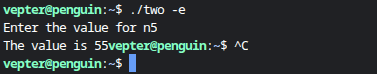 vepter@penguin:~$ ./two -e
Enter the value for n5
The value is 55vepter@penguin:~$ ^C
vepter@penguin:~$